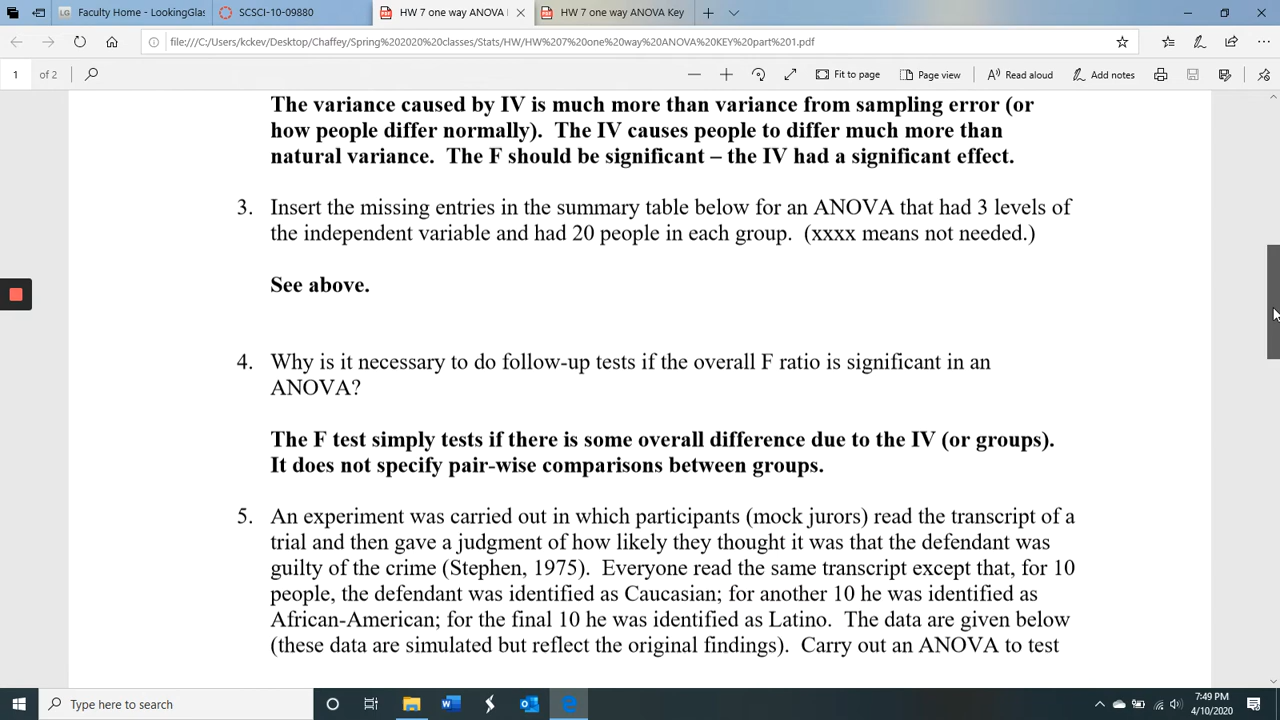 LG Faculty Home - LookingGlas
SCSCI-10-09880
HW 7 one way ANOVA
HW 7 one way ANOVA Key
file:///C:/Users/kckev/Desktop/Chaffey/Spring%202020%20classes/Stats/HW/HW%207%20one%20way%20ANOVA%20KEY%20part%201.pdf
1 of 2
Fit to page
Page view
Read aloud
Add notes
The variance caused by IV is much more than variance from sampling error (or
how people differ normally). The IV causes people to differ much more than
natural variance. The F should be significant – the IV had a significant effect.
3. Insert the missing entries in the summary table below for an ANOVA that had 3 levels of
the independent variable and had 20 people in each group. (xxxx means not needed.)
See above.
4. Why is it necessary to do follow-up tests if the overall F ratio is significant in an
ANOVA?
The F test simply tests if there is some overall difference due to the IV (or groups).
It does not specify pair-wise comparisons between groups.
5. An experiment was carried out in which participants (mock jurors) read the transcript of a
trial and then gave a judgment of how likely they thought it was that the defendant was
guilty of the crime (Stephen, 1975). Everyone read the same transcript except that, for 10
people, the defendant was identified as Caucasian; for another 10 he was identified as
African-American; for the final 10 he was identified as Latino. The data are given below
(these data are simulated but reflect the original findings). Carry out an ANOVA to test
Type here to search
7:49 PM
4/10/2020